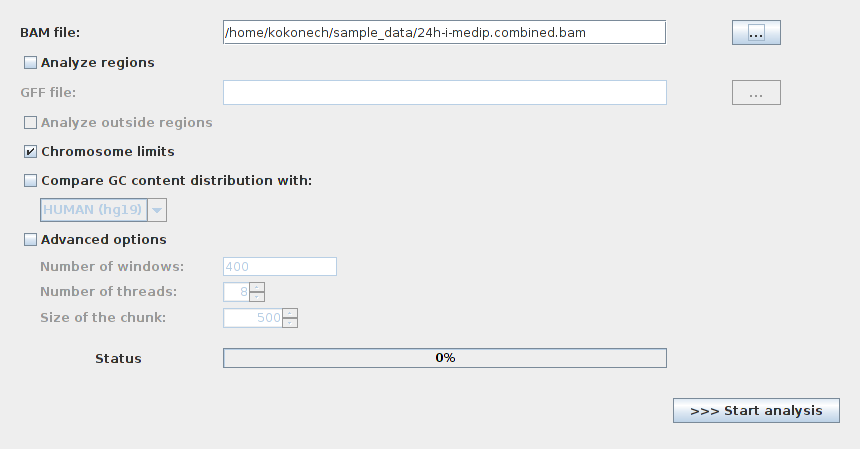 BAM file: /home/kokonech/sample_data/24h-i-medip.combined.bam ...
Analyze regions
GFF file: ...
Analyze outside regions
Chromosome limits
Compare GC content distribution with:
HUMAN (hg19)
Advanced options
Number of windows: 400
Number of threads: 8
Size of the chunk: 500
Status 0%
>>> Start analysis